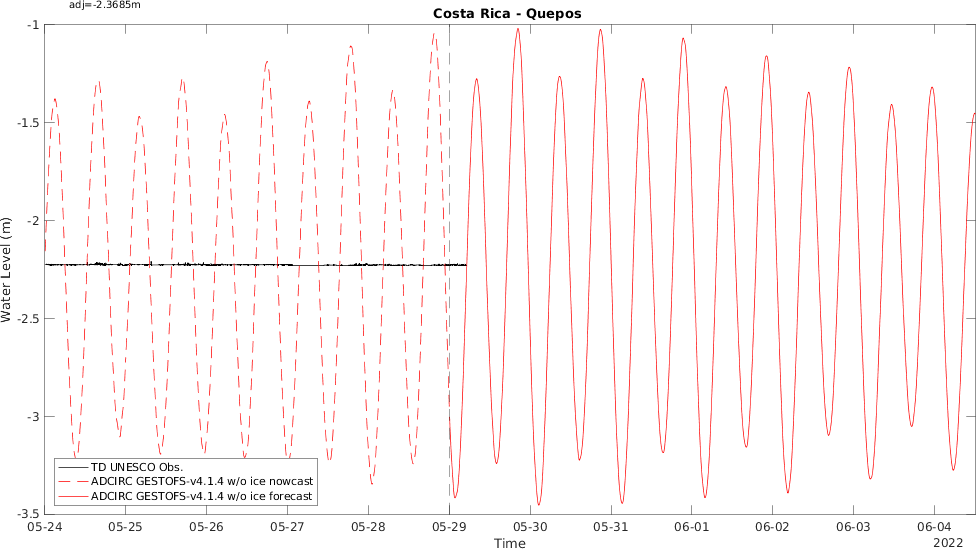 adj=-2.3685m
Costa Rica - Quepos
-1
-1.5
-2
-2.5
-3
-3.5
Water Level (m)
TD UNESCO Obs.
ADCIRC GESTOFS-v4.1.4 w/o ice nowcast
ADCIRC GESTOFS-v4.1.4 w/o ice forecast
05-24 05-25 05-26 05-27 05-28 05-29 05-30 05-31 06-01 06-02 06-03 06-04
Time
2022